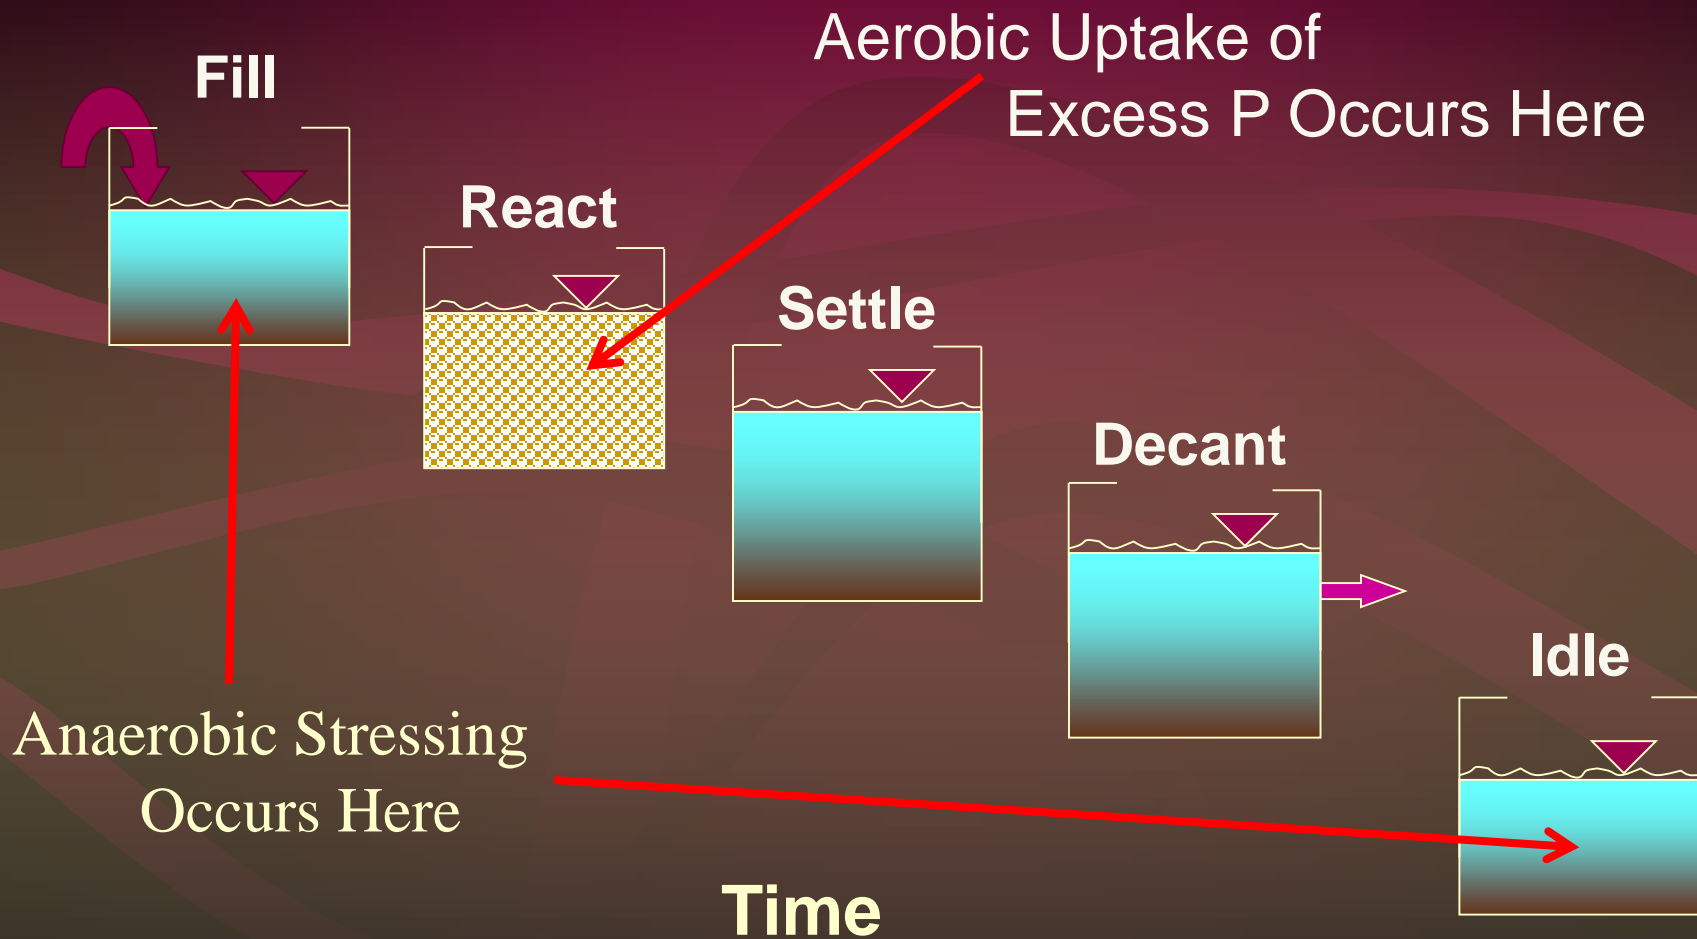 Aerobic Uptake of
Excess P Occurs Here
Fill
React
Settle
Decant
Idle
Anaerobic Stressing
Occurs Here
Time